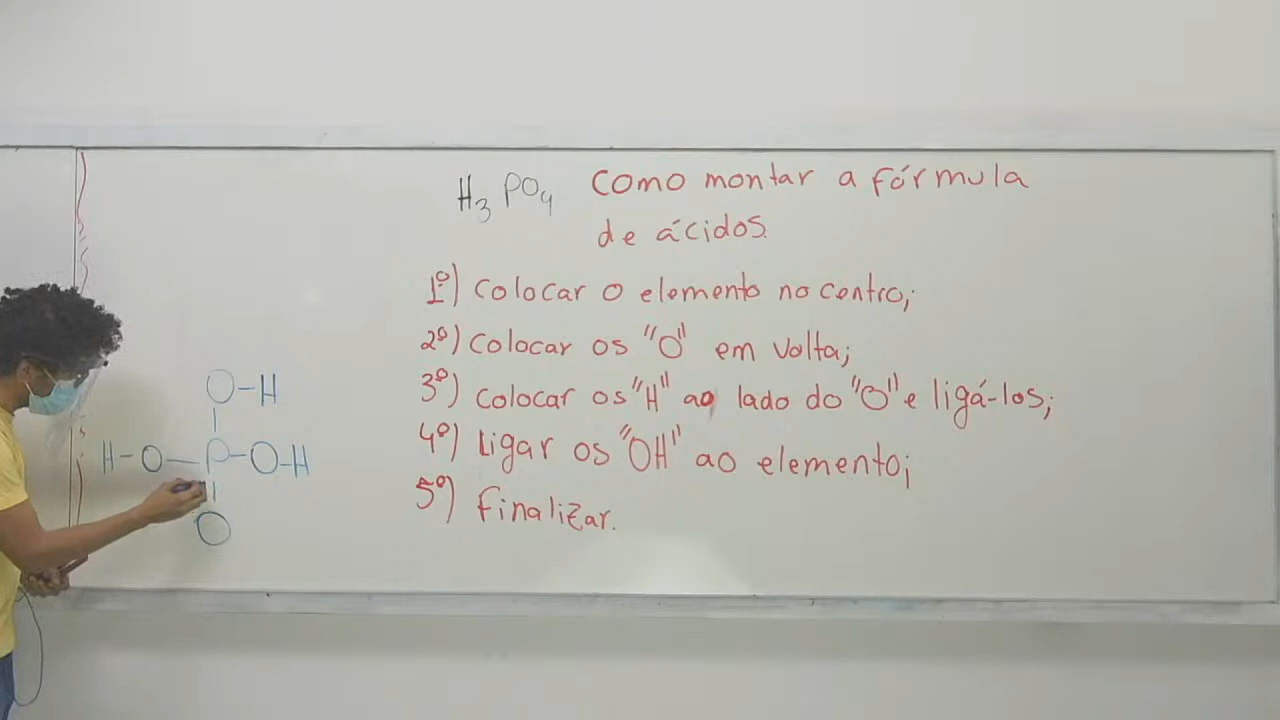 H3PO4 Como montar a fórmula
de ácidos.
1º) Colocar o elemento no centro;
2º) Colocar os "O" em volta;
3º) Colocar os "H" ao lado do "O" e ligá-los;
4º) Ligar os "OH" ao elemento;
5º) Finalizar.
O-H
H-O-P-O-H
O